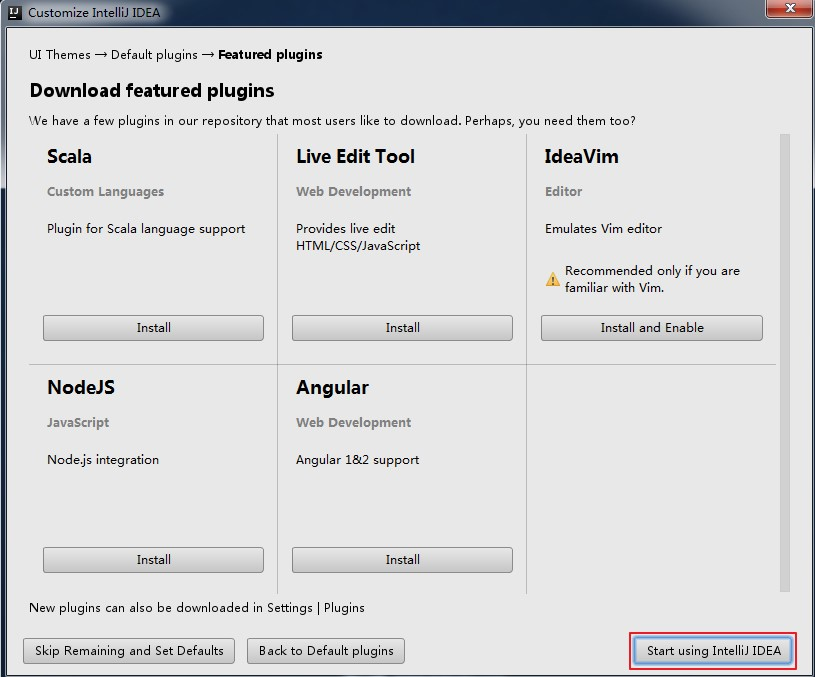 IJ
Customize IntelliJ IDEA
UI Themes → Default plugins → Featured plugins
Download featured plugins
We have a few plugins in our repository that most users like to download. Perhaps, you need them too?
Scala
Custom Languages
Plugin for Scala language support
Install
Live Edit Tool
Web Development
Provides live edit
HTML/CSS/JavaScript
Install
IdeaVim
Editor
Emulates Vim editor
Recommended only if you are
familiar with Vim.
Install and Enable
NodeJS
JavaScript
Node.js integration
Install
Angular
Web Development
Angular 1&2 support
Install
New plugins can also be downloaded in Settings | Plugins
Skip Remaining and Set Defaults
Back to Default plugins
Start using IntelliJ IDEA